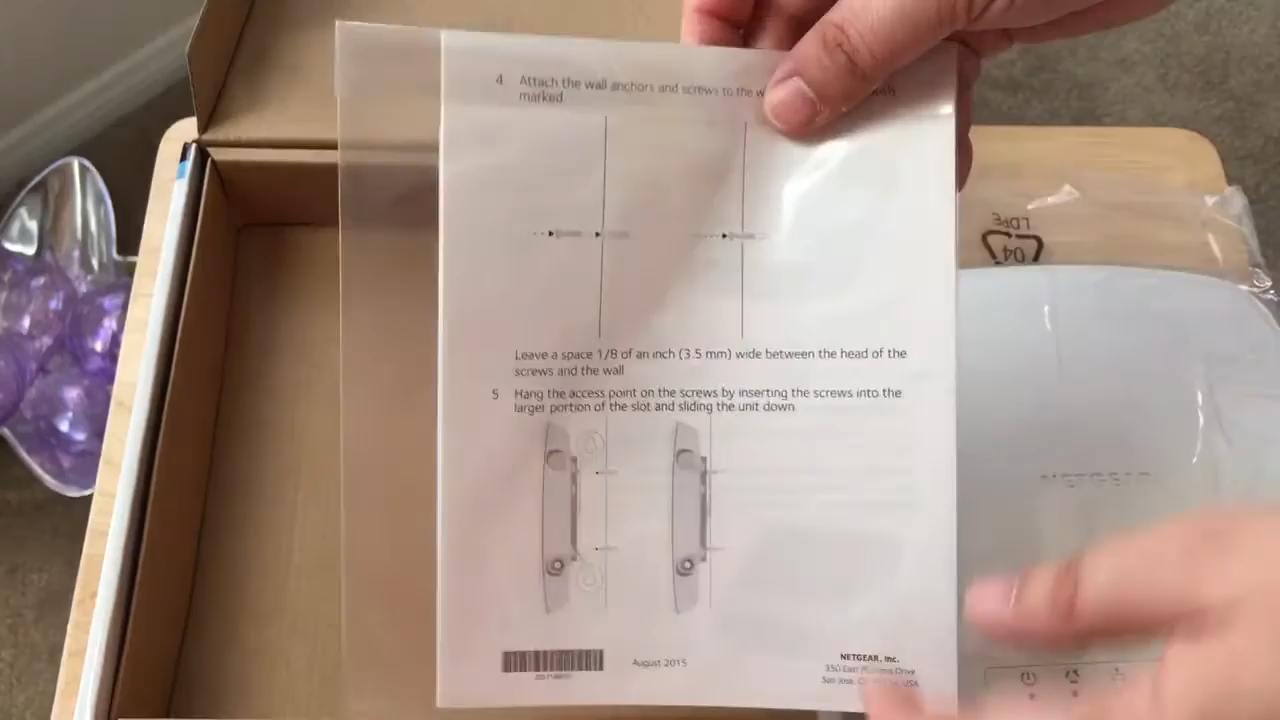 4 Attach the wall anchors and screws to the
marked
LDPE
04
Leave a space 1/8 of an inch (3.5 mm) wide between the head of the
screws and the wall
5 Hang the access point on the screws by inserting the screws into the
larger portion of the slot and sliding the unit down
NETGEAR
August 2015
NETGEAR, Inc.
350 East Drive
San Jose, USA